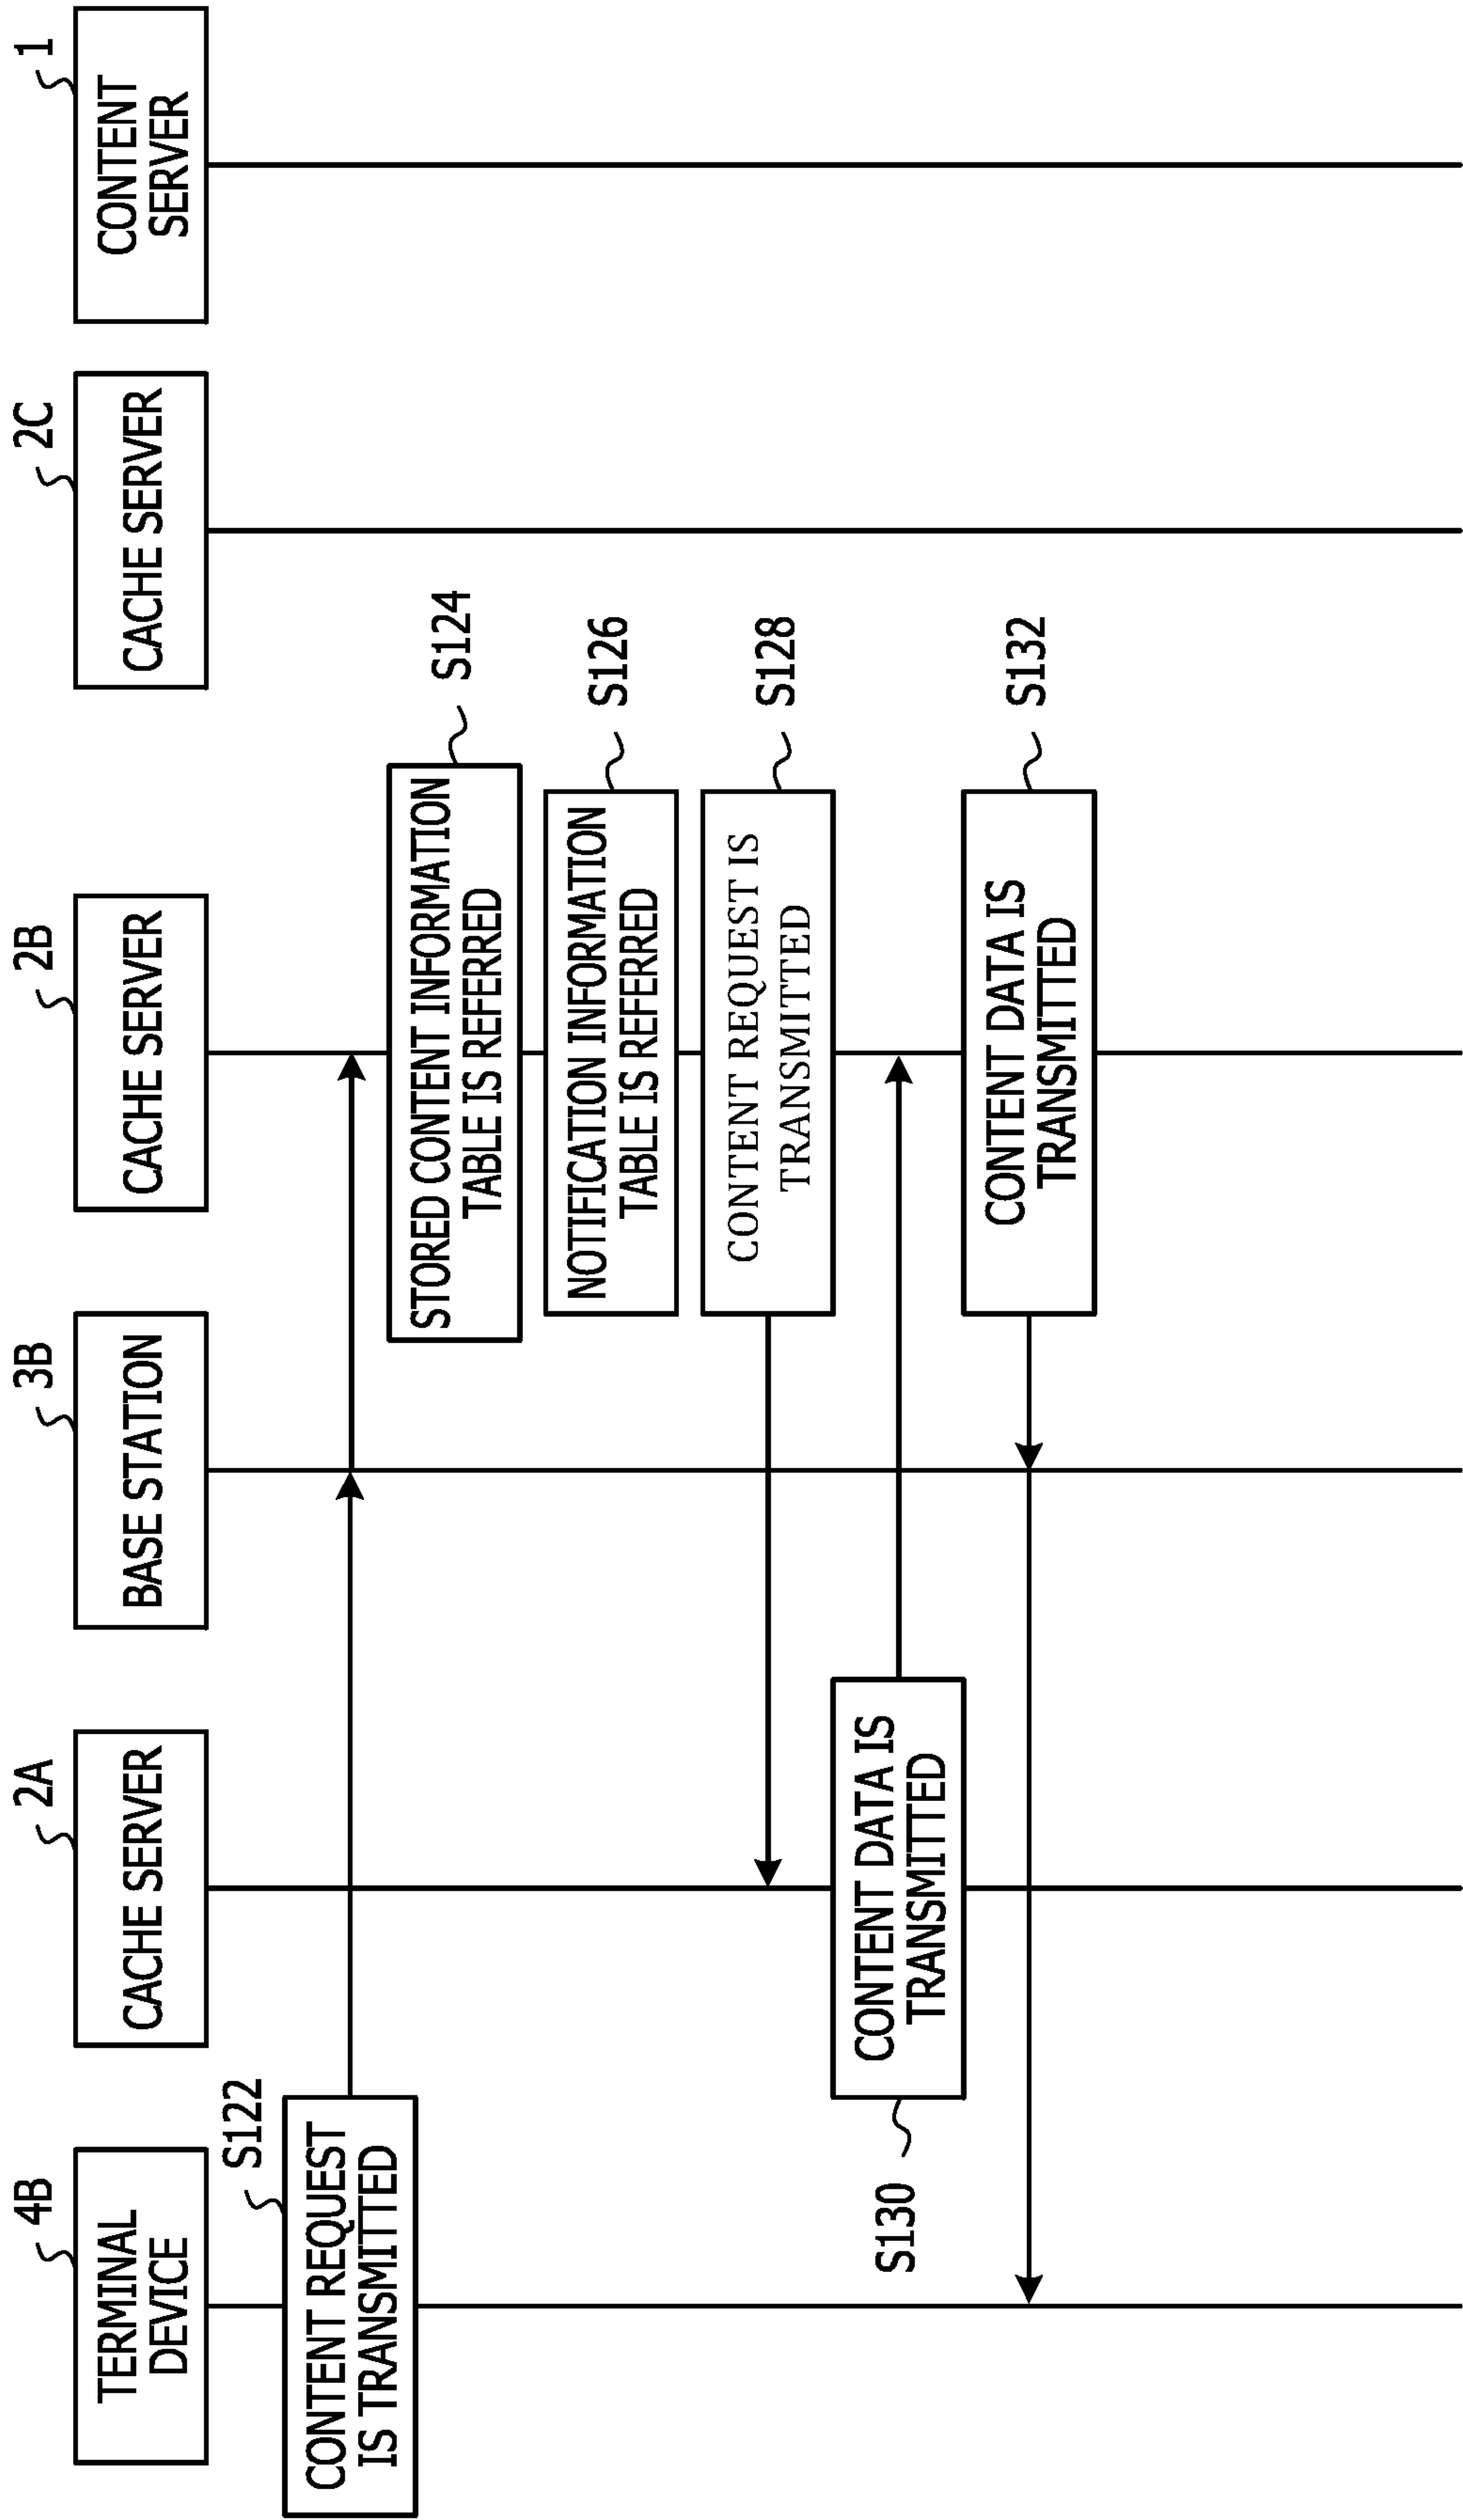 4B
TERMINAL
DEVICE
2A
CACHE SERVER
3B
BASE STATION
2B
CACHE SERVER
2C
CACHE SERVER
1
CONTENT
SERVER
S122
CONTENT REQUEST
IS TRANSMITTED
S124
STORED CONTENT INFORMATION
TABLE IS REFERRED
S126
NOTIFICATION INFORMATION
TABLE IS REFERRED
S128
CONTENT REQUEST IS
TRANSMITTED
CONTENT DATA IS
TRANSMITTED
S130
S132
CONTENT DATA IS
TRANSMITTED